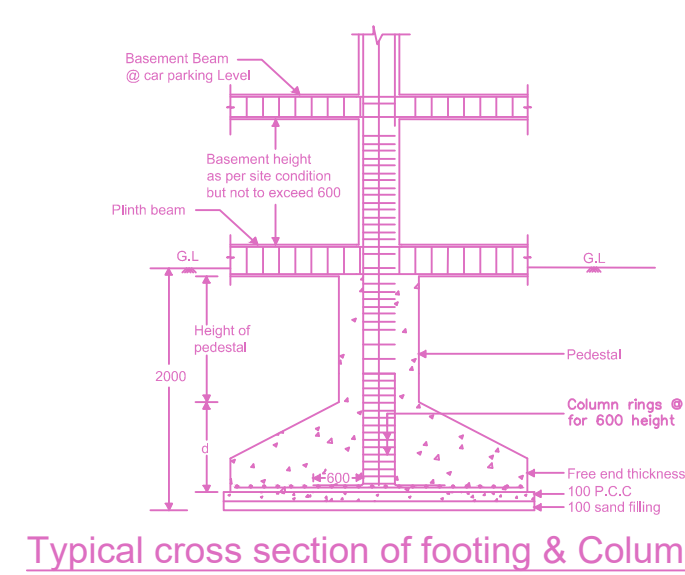 Basement Beam
@ car parking Level
Basement height
as per site condition
but not to exceed 600
Plinth beam
G.L
G.L
Height of
pedestal
2000
Pedestal
Column rings @
for 600 height
d
600
Free end thickness
100 P.C.C
100 sand filling
Typical cross section of footing & Colum